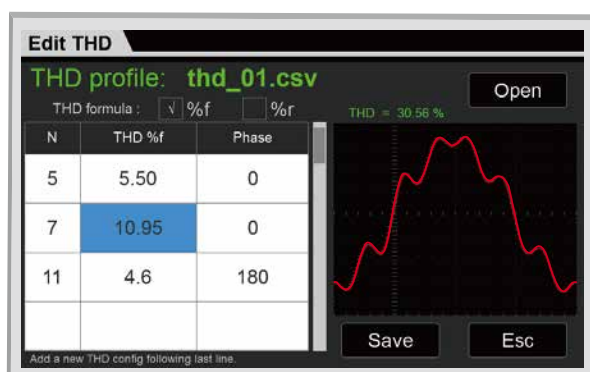 Edit THD
THD profile: thd_01.csv
Open
THD formula : √ %f %r
THD = 30.56 %
N THD %f Phase
5 5.50 0
7 10.95 0
11 4.6 180
Save Esc
Add a new THD config following last line.